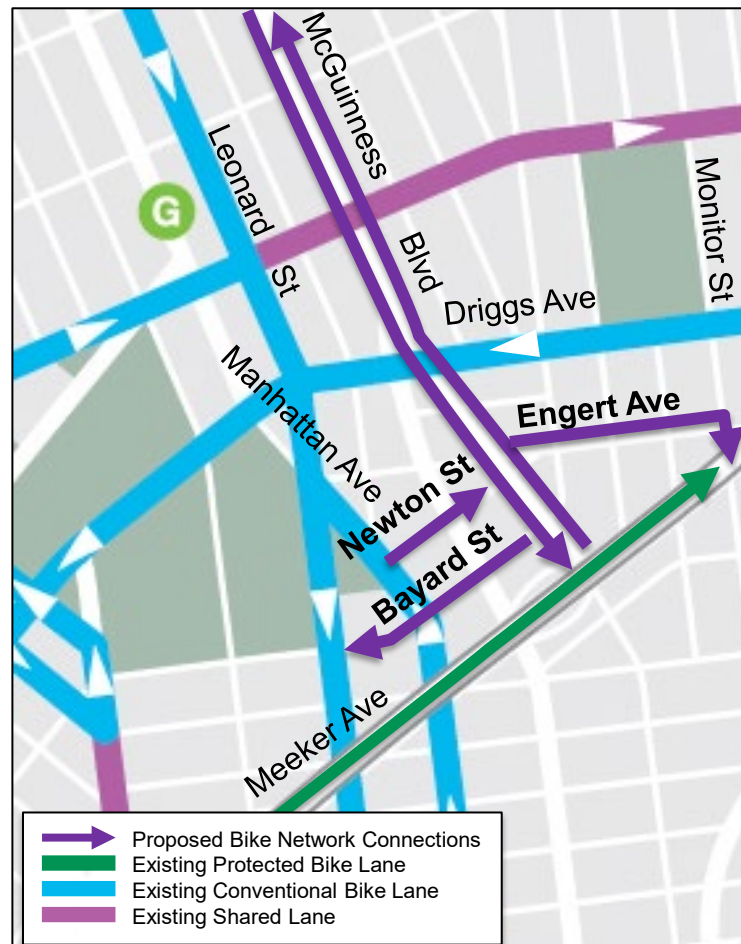 McGuinness
Blvd
Leonard
St
G
Monitor St
Driggs Ave
Manhattan Ave
Engert Ave
Newton St
Bayard St
Meeker Ave
Proposed Bike Network Connections
Existing Protected Bike Lane
Existing Conventional Bike Lane
Existing Shared Lane